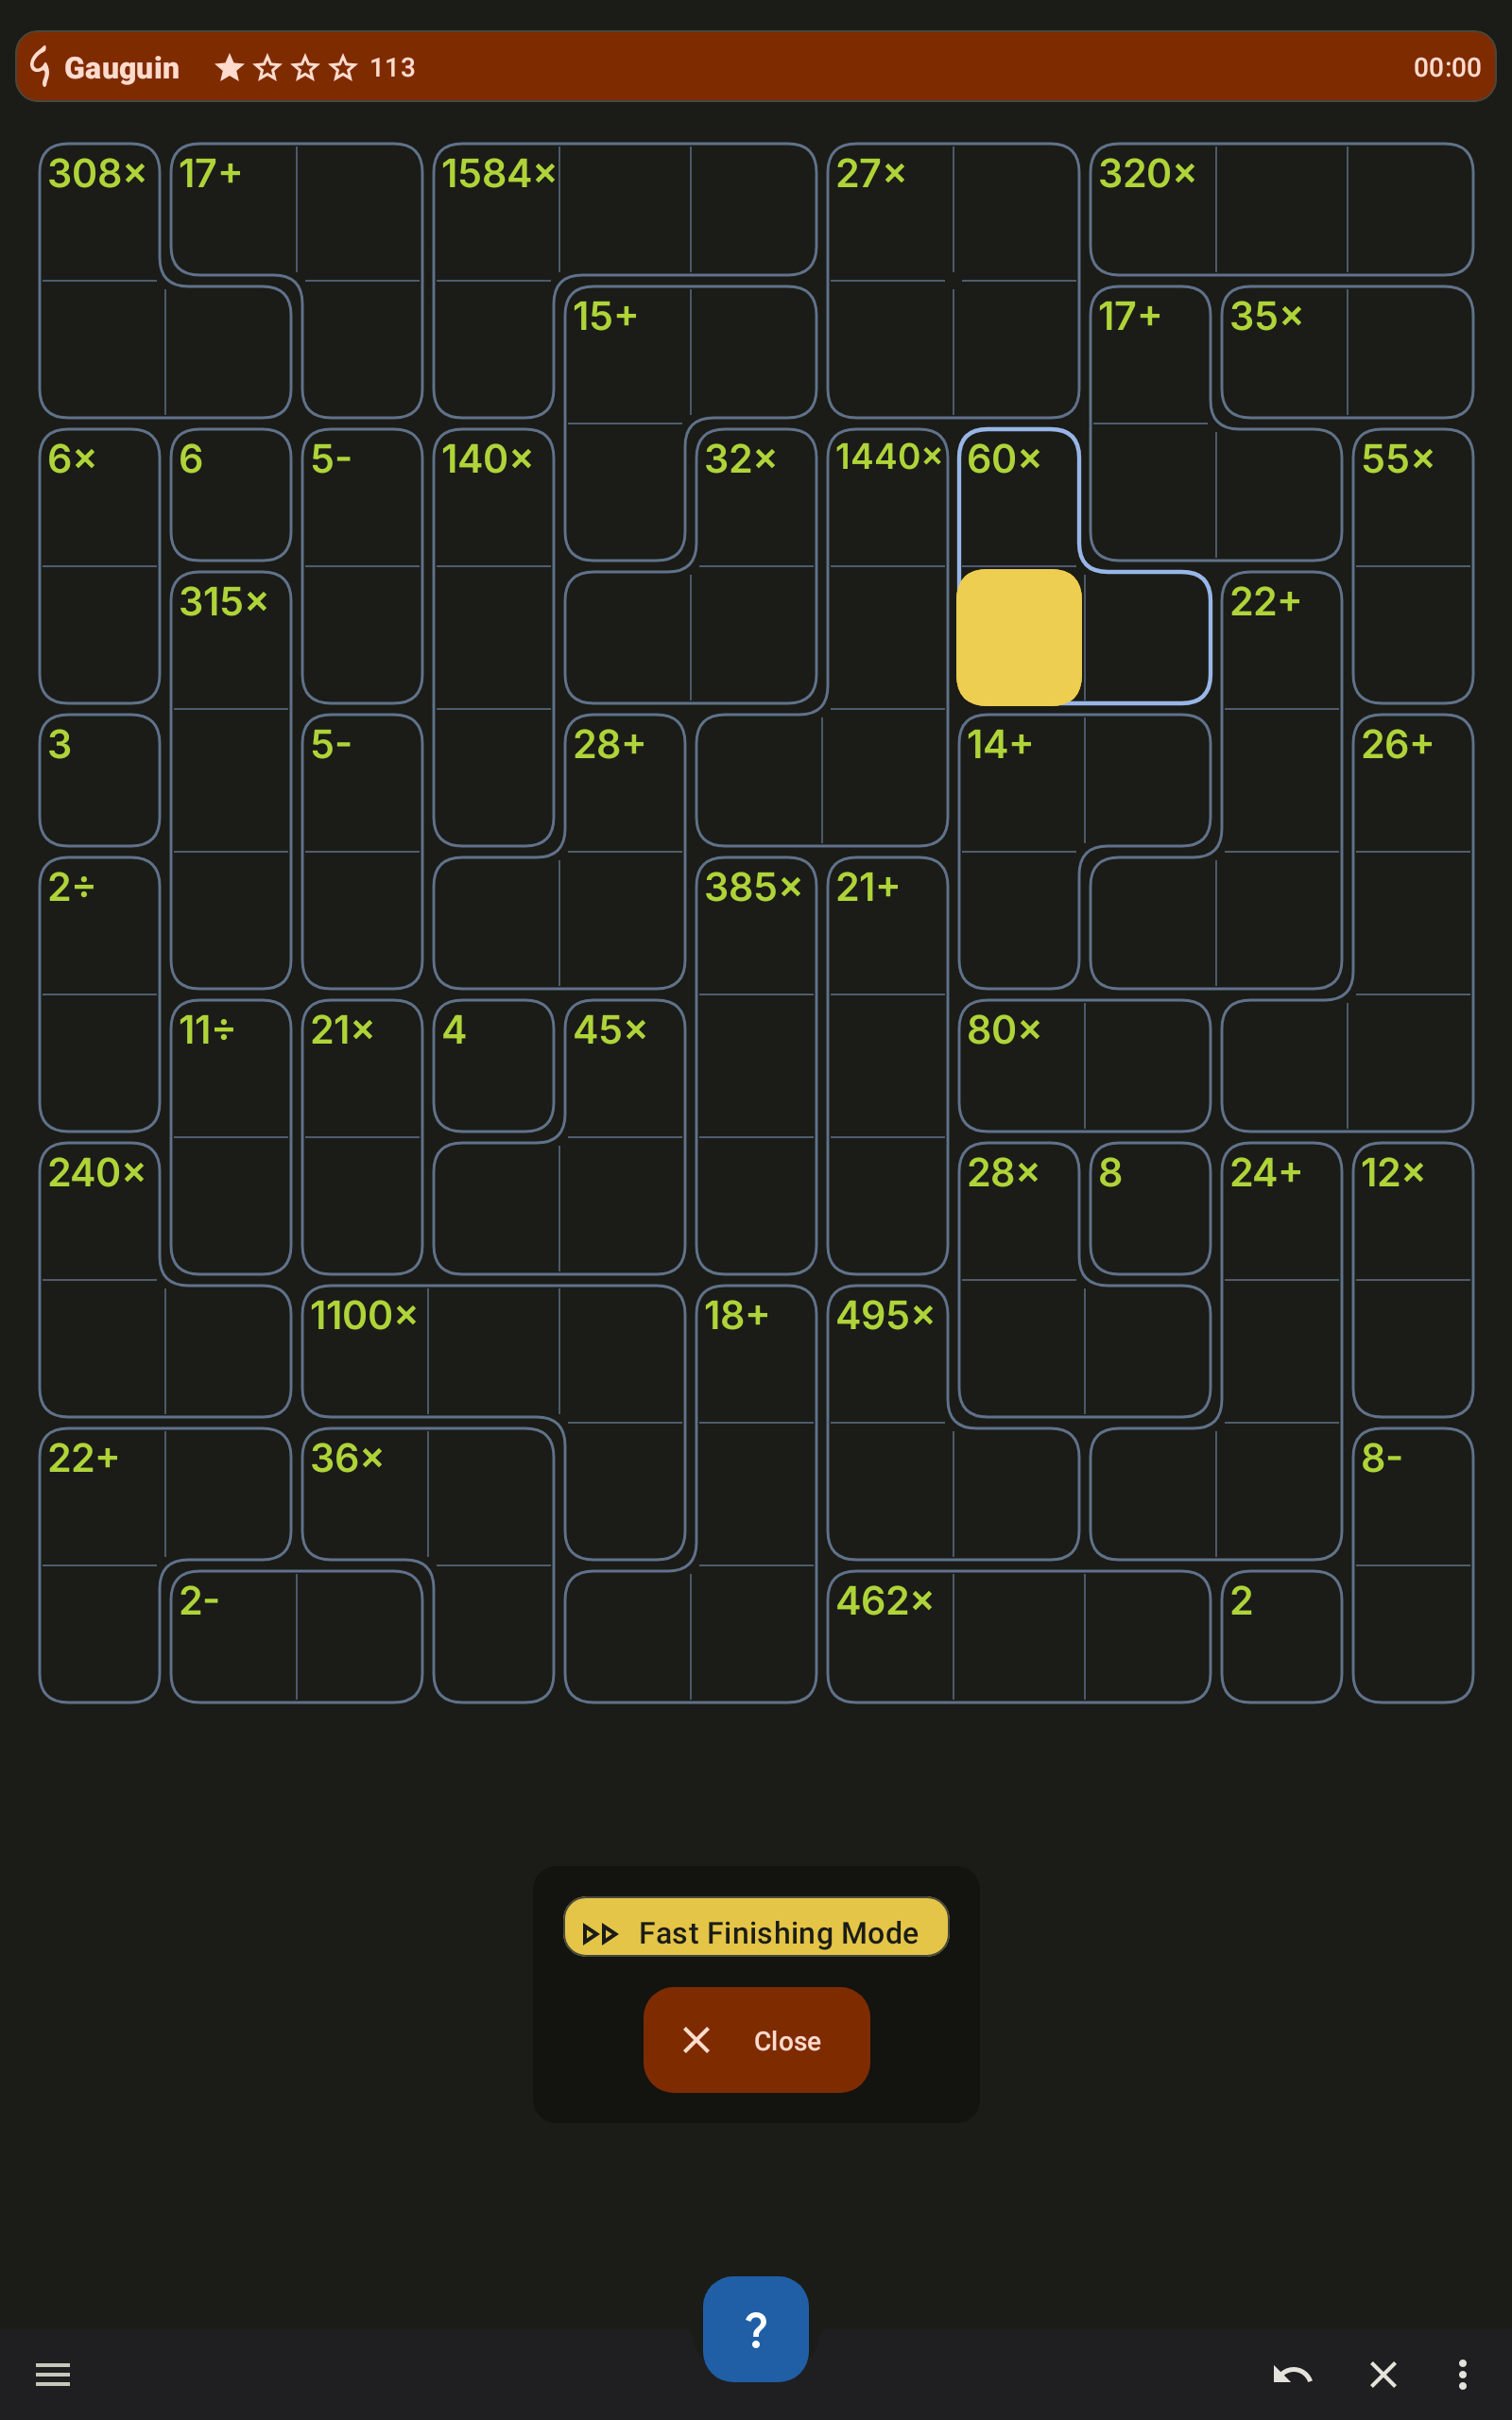 Gauguin 113 00:00
308× 17+ 1584× 27× 320×
15+ 17+ 35×
6× 6 5- 140× 32× 1440× 60× 55×
315× 22+
3 5- 28+ 14+ 26+
2÷ 385× 21+
11÷ 21× 4 45× 80×
240× 28× 8 24+ 12×
1100× 18+ 495×
22+ 36× 8-
2- 462× 2
Fast Finishing Mode
Close
?